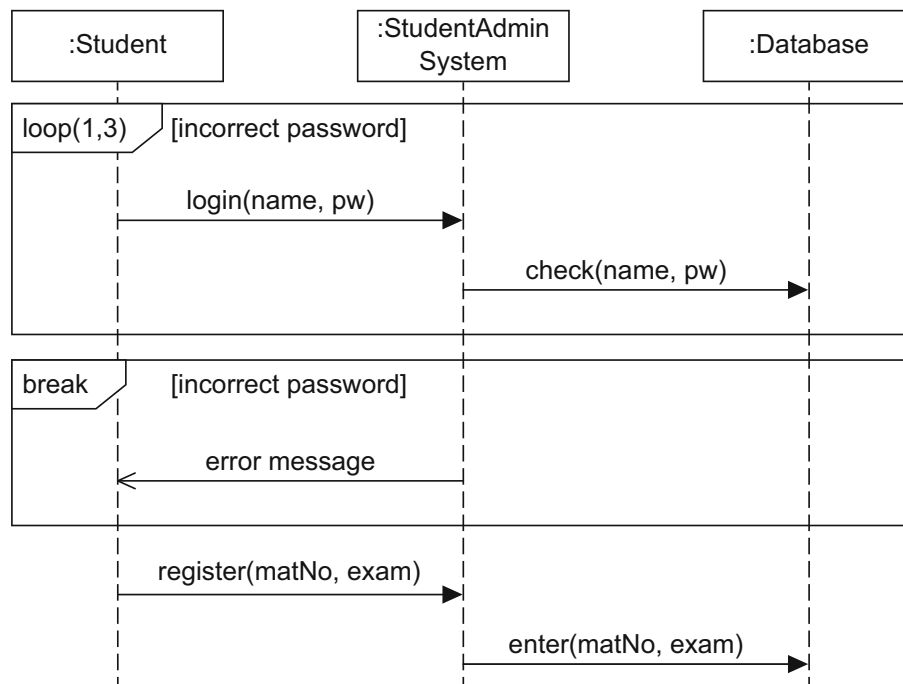 :Student
:StudentAdmin
System
:Database
loop(1,3)
[incorrect password]
login(name, pw)
check(name, pw)
break
[incorrect password]
error message
register(matNo, exam)
enter(matNo, exam)